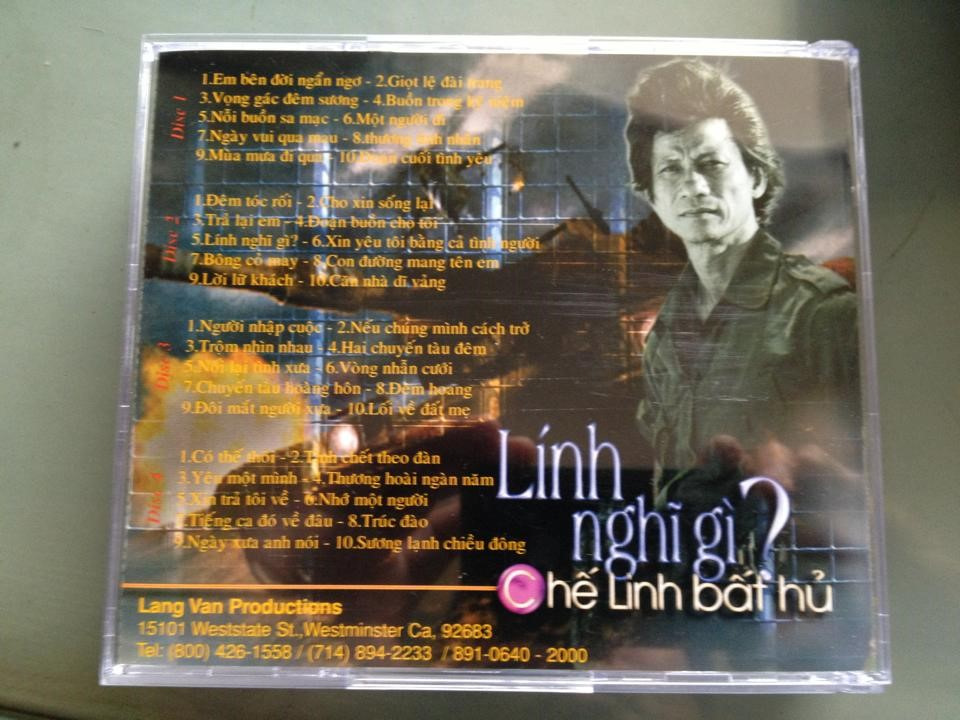 Disc 1
1.Em bên đời ngẩn ngơ - 2.Giọt lệ đài trang
3.Vọng gác đêm sương - 4.Buồn trong kỷ niệm
5.Nỗi buồn sa mạc - 6.Một người đi
7.Ngày vui qua mau - 8.thương tình nhân
9.Mùa mưa đi qua - 10.Đoạn cuối tình yêu
Disc 2
1.Đêm tóc rối - 2.Cho xin sống lại
3.Trả lại em - 4.Đoạn buồn cho tôi
5.Lính nghĩ gì? - 6.Xin yêu tôi bằng cả tình người
7.Bông cỏ may - 8.Con đường mang tên em
9.Lời lữ khách - 10.Căn nhà dĩ vảng
Disc 3
1.Người nhập cuộc - 2.Nếu chúng mình cách trở
3.Trộm nhìn nhau - 4.Hai chuyến tàu đêm
5.Nối lại tình xưa - 6.Vòng nhẫn cưới
7.Chuyến tàu hoàng hôn - 8.Đêm hoang
9.Đôi mắt người xưa - 10.Lối về đất mẹ
Disc 4
1.Có thế thôi - 2.Tình chết theo đàn
3.Yêu một mình - 4.Thương hoài ngàn năm
5.Xin trả tôi về - 6.Nhớ một người
7.Tiếng ca đó về đâu - 8.Trúc đào
9.Ngày xưa anh nói - 10.Sương lạnh chiều đông
Lính
nghĩ gì?
Chế Linh bất hủ
Lang Van Productions
15101 Weststate St.,Westminster Ca, 92683
Tel: (800) 426-1558 / (714) 894-2233 / 891-0640 - 2000